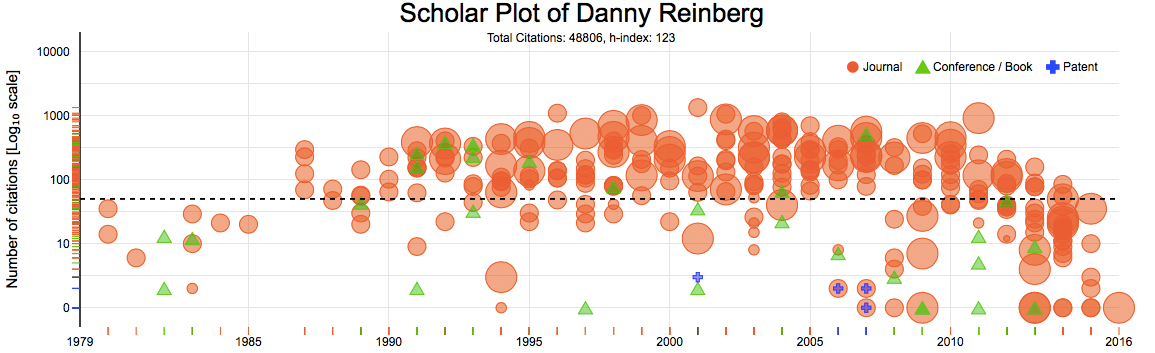 Scholar Plot of Danny Reinberg
Total Citations: 48806, h-index: 123
Journal Conference / Book Patent
Number of citations [Log10 scale]
10000
1000
100
10
0
1979 1985 1990 1995 2000 2005 2010 2016